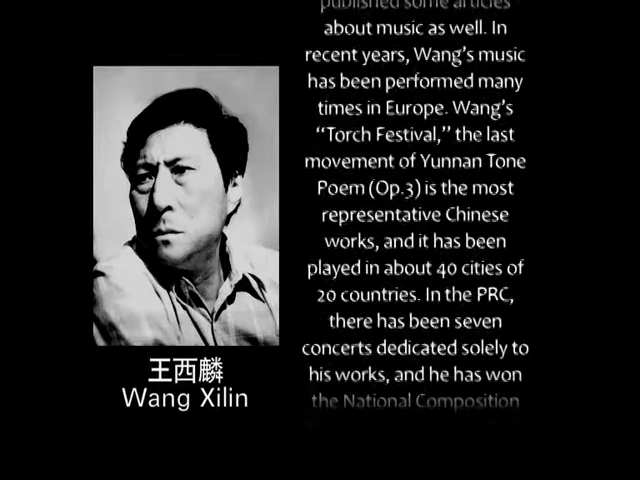 published some articles
about music as well. In
recent years, Wang's music
has been performed many
times in Europe. Wang's
“Torch Festival,” the last
movement of Yunnan Tone
Poem (Op.3) is the most
representative Chinese
works, and it has been
played in about 40 cities of
20 countries. In the PRC,
there has been seven
concerts dedicated solely to
his works, and he has won
the National Composition
王西麟
Wang Xilin